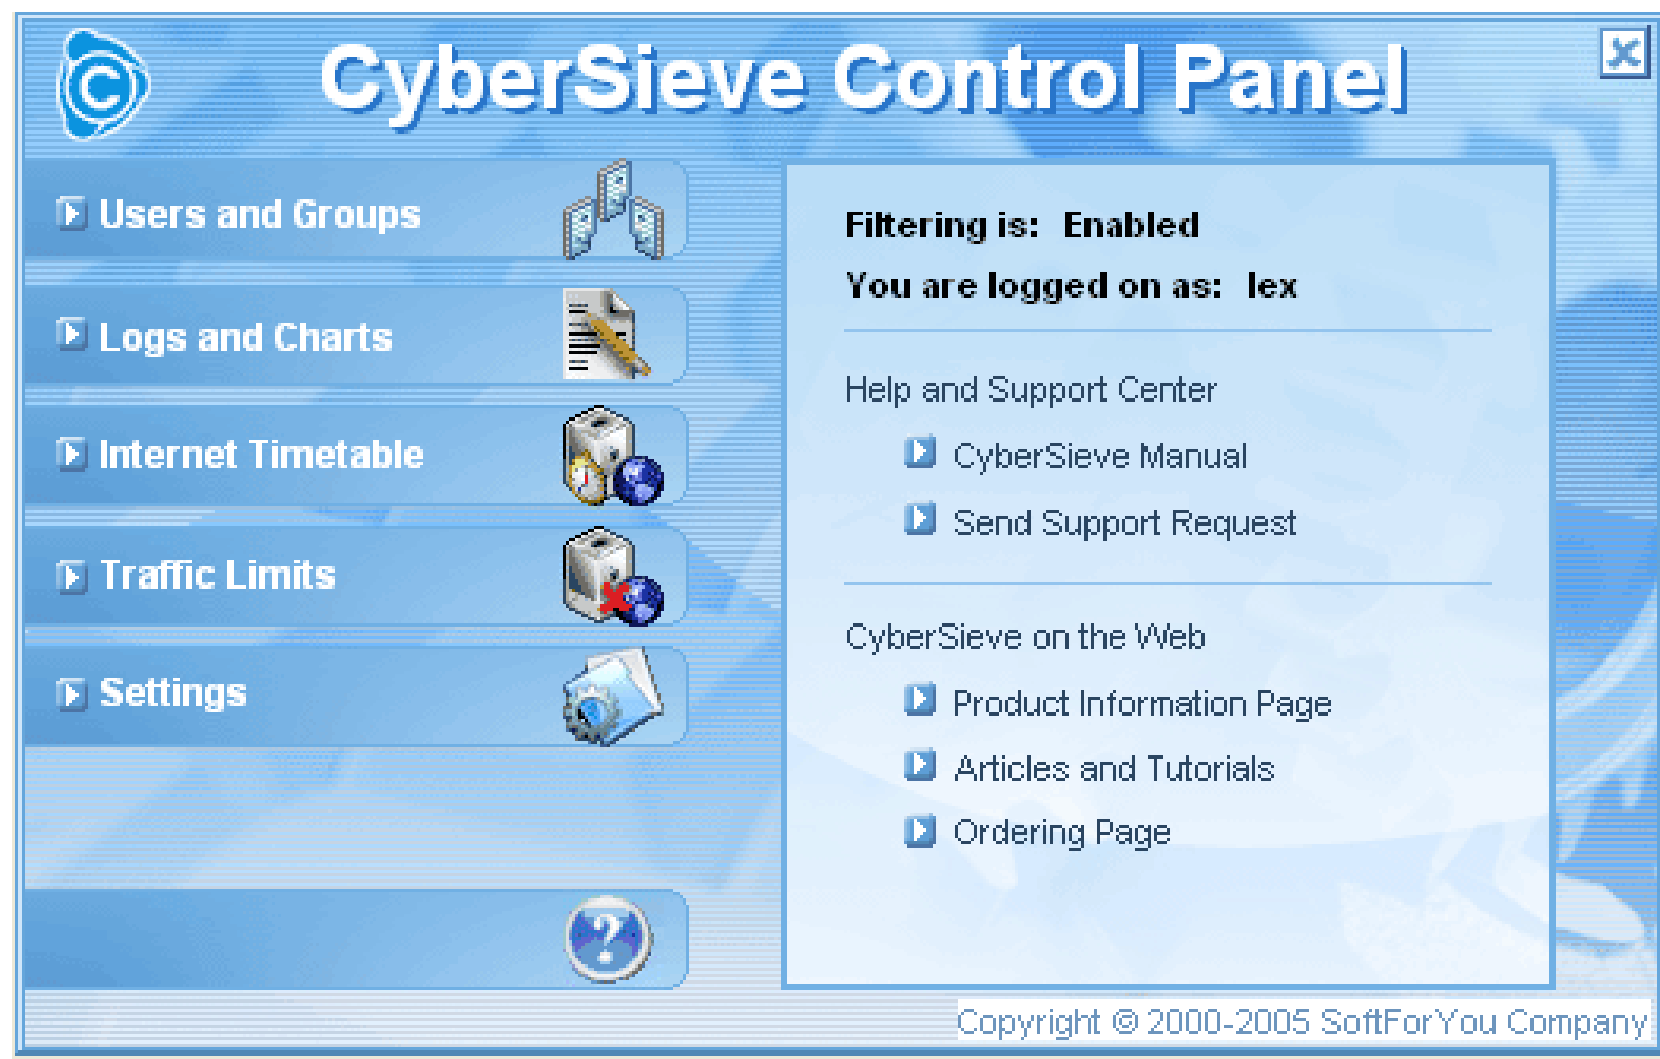 CyberSieve Control Panel
Users and Groups
Logs and Charts
Internet Timetable
Traffic Limits
Settings
Filtering is: Enabled
You are logged on as: lex
Help and Support Center
CyberSieve Manual
Send Support Request
CyberSieve on the Web
Product Information Page
Articles and Tutorials
Ordering Page
Copyright © 2000-2005 SoftForYou Company